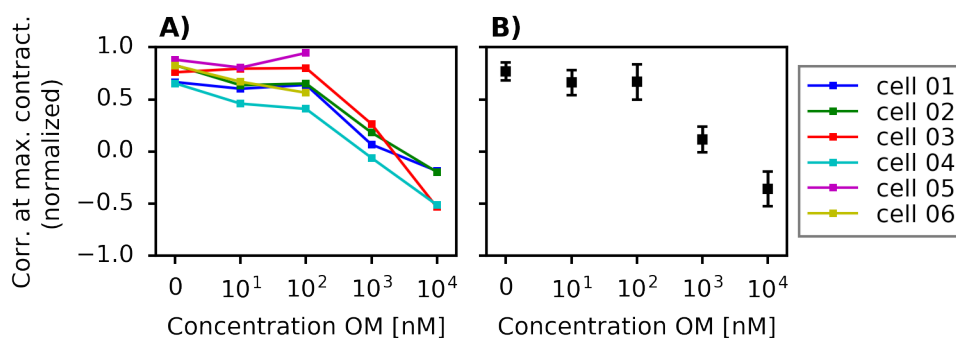 A)
B)
Corr. at max. contract.
(normalized)
1.0
0.5
0.0
−0.5
−1.0
0 10¹ 10² 10³ 10⁴
Concentration OM [nM]
0 10¹ 10² 10³ 10⁴
Concentration OM [nM]
cell 01
cell 02
cell 03
cell 04
cell 05
cell 06